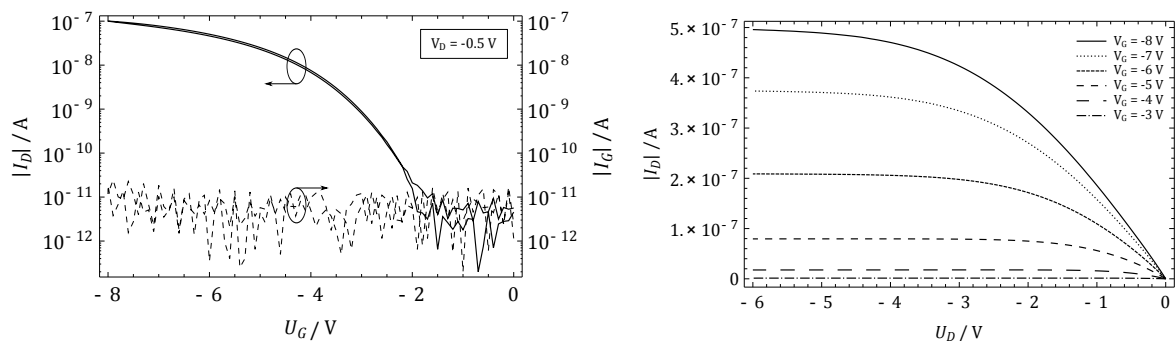 10⁻⁷
10⁻⁸
10⁻⁹
10⁻¹⁰
10⁻¹¹
10⁻¹²
|I_D| / A
V_D = -0.5 V
10⁻⁷
10⁻⁸
10⁻⁹
10⁻¹⁰
10⁻¹¹
10⁻¹²
|I_G| / A
- 8
- 6
- 4
- 2
0
U_G / V
5. × 10⁻⁷
4. × 10⁻⁷
3. × 10⁻⁷
2. × 10⁻⁷
1. × 10⁻⁷
0
|I_D| / A
V_G = -8 V
V_G = -7 V
V_G = -6 V
V_G = -5 V
V_G = -4 V
V_G = -3 V
- 6
- 5
- 4
- 3
- 2
- 1
0
U_D / V